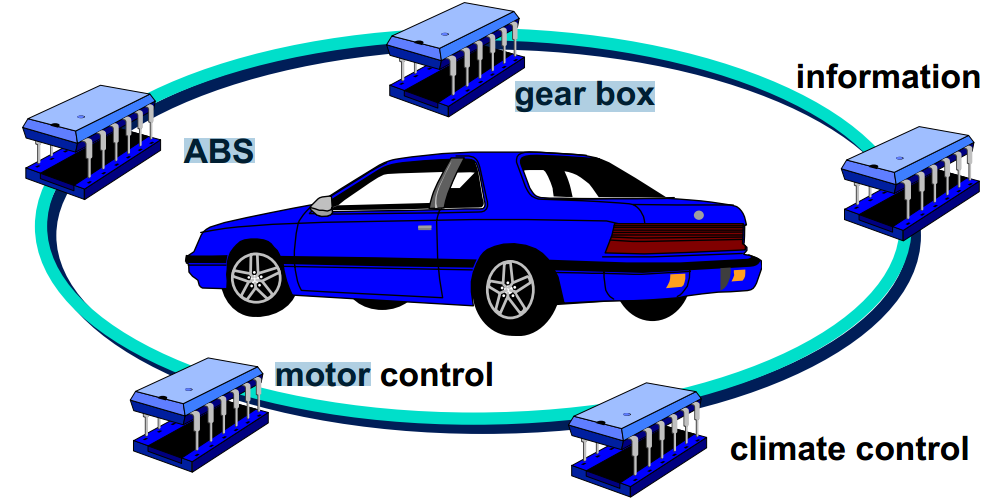 information
gear box
ABS
motor control
climate control